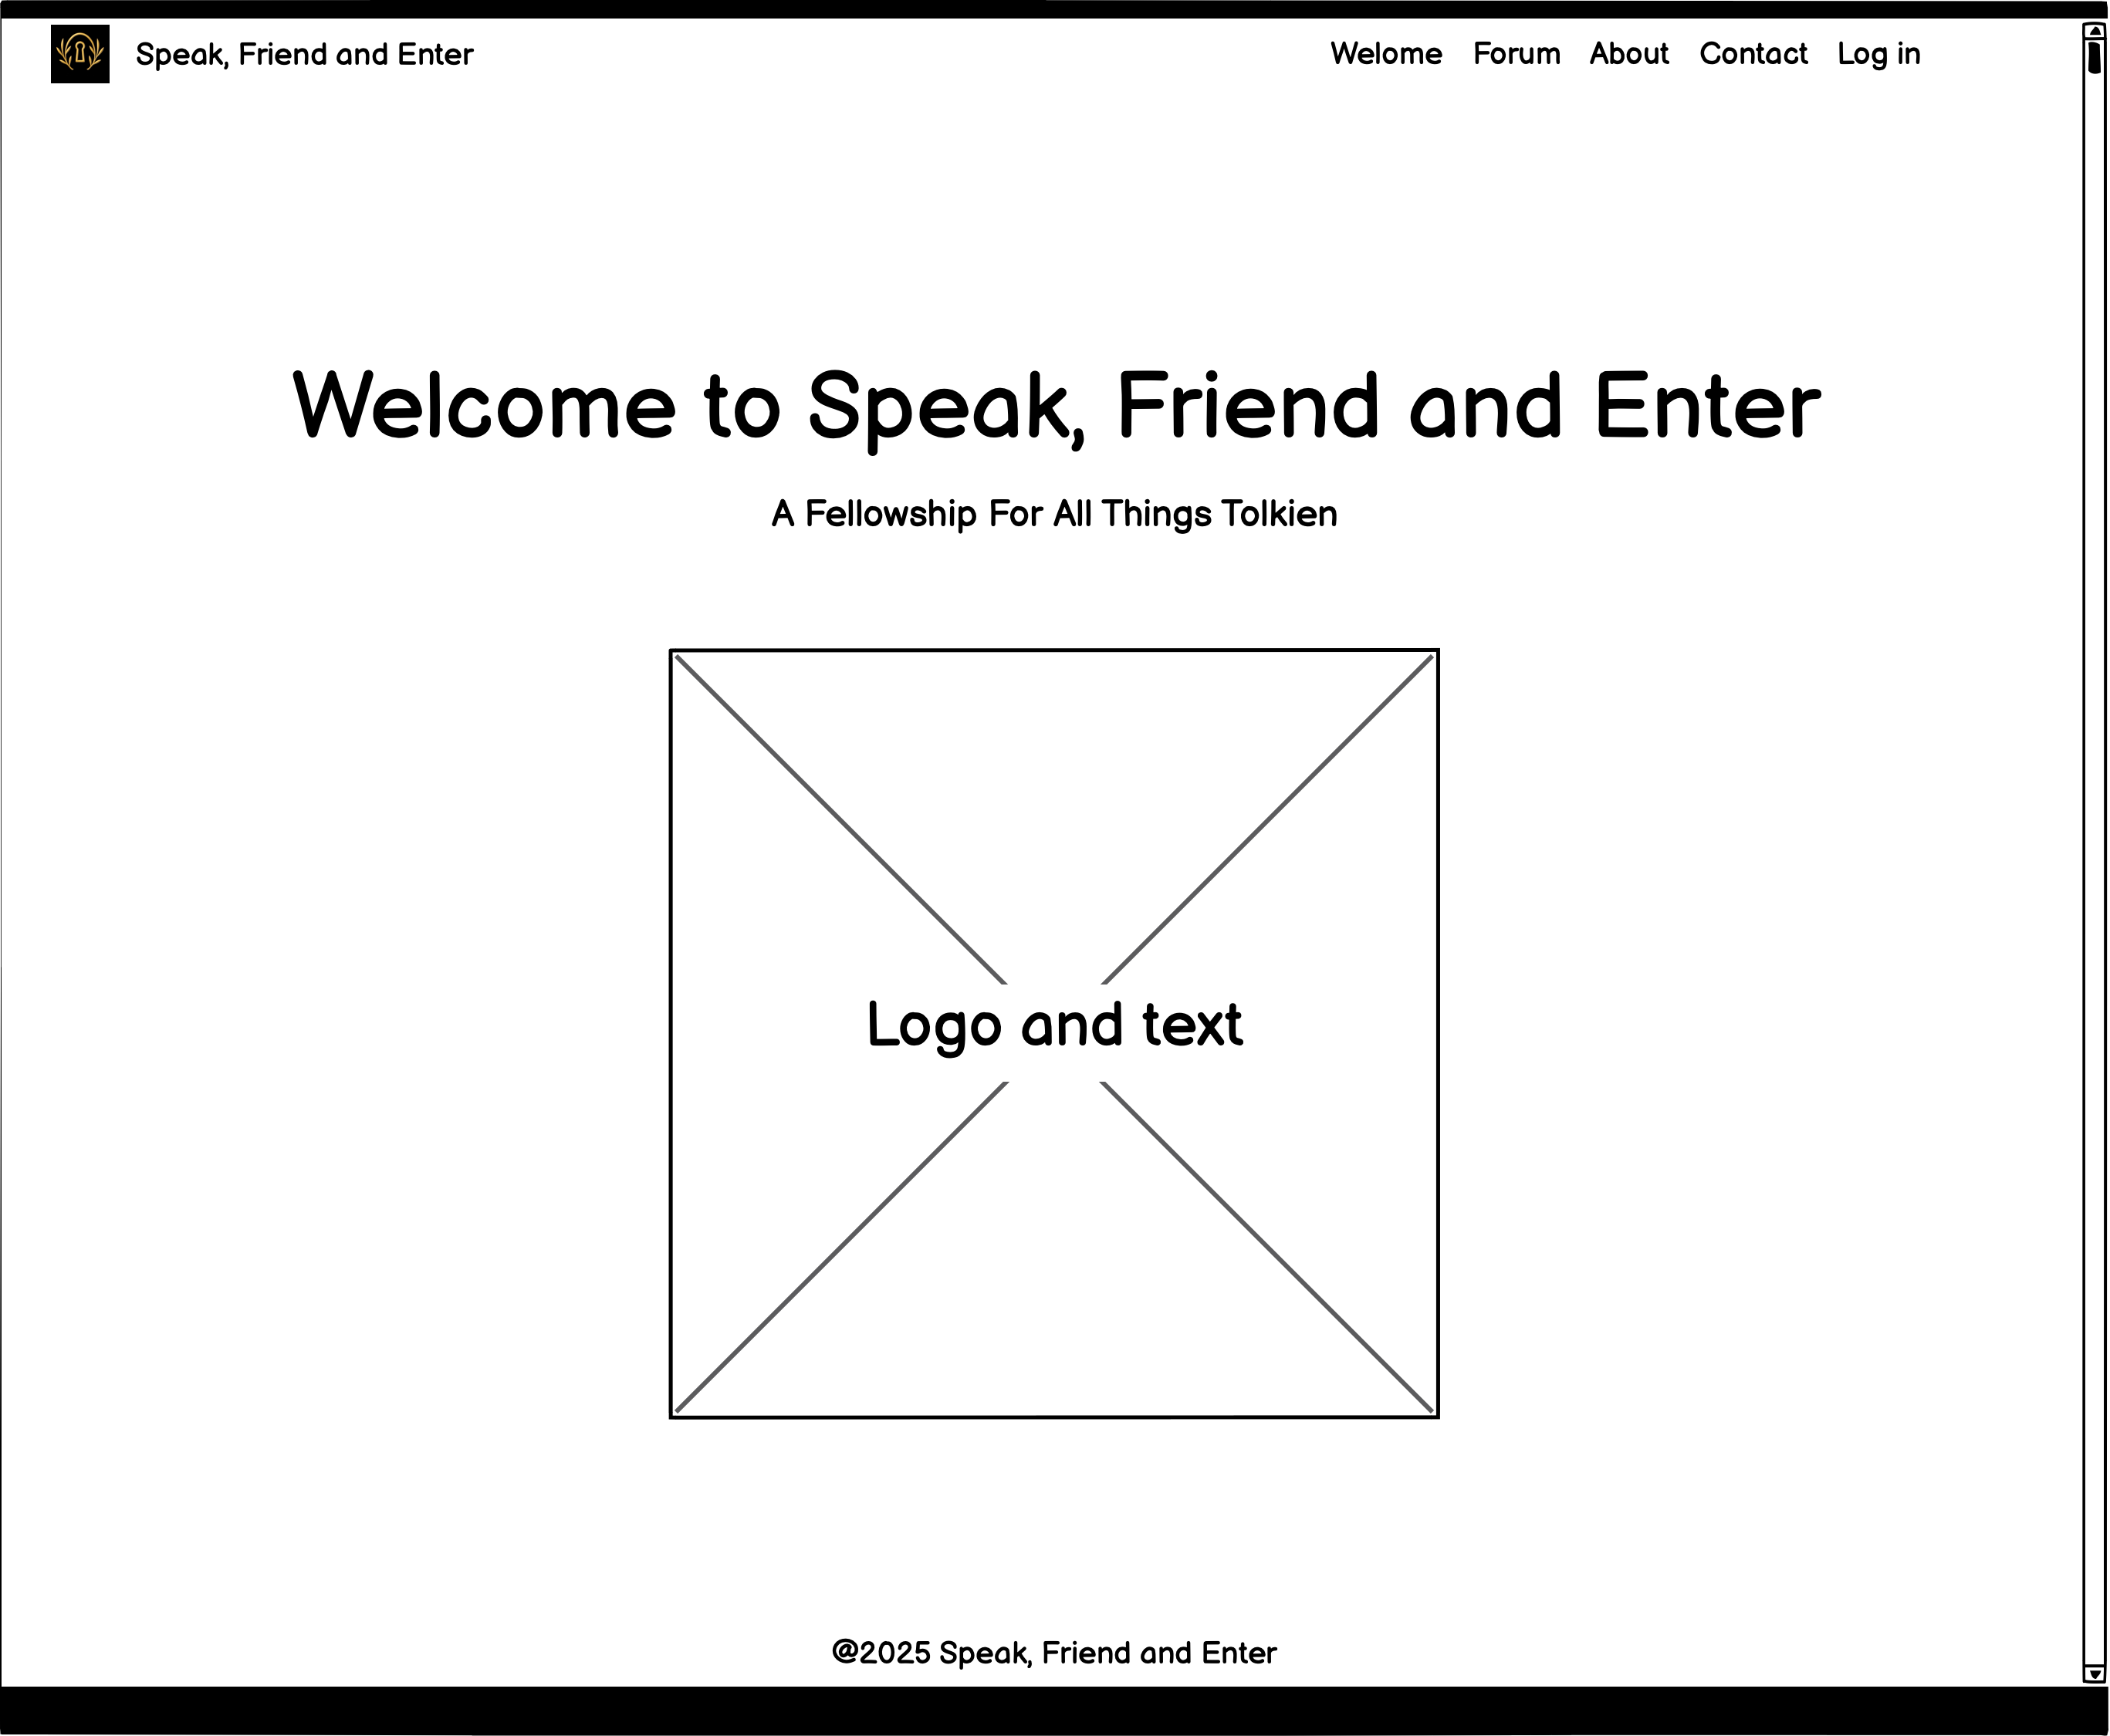 Speak, Friend and Enter
Welome Forum About Contact Log in
Welcome to Speak, Friend and Enter
A Fellowship For All Things Tolkien
Logo and text
@2025 Speak, Friend and Enter